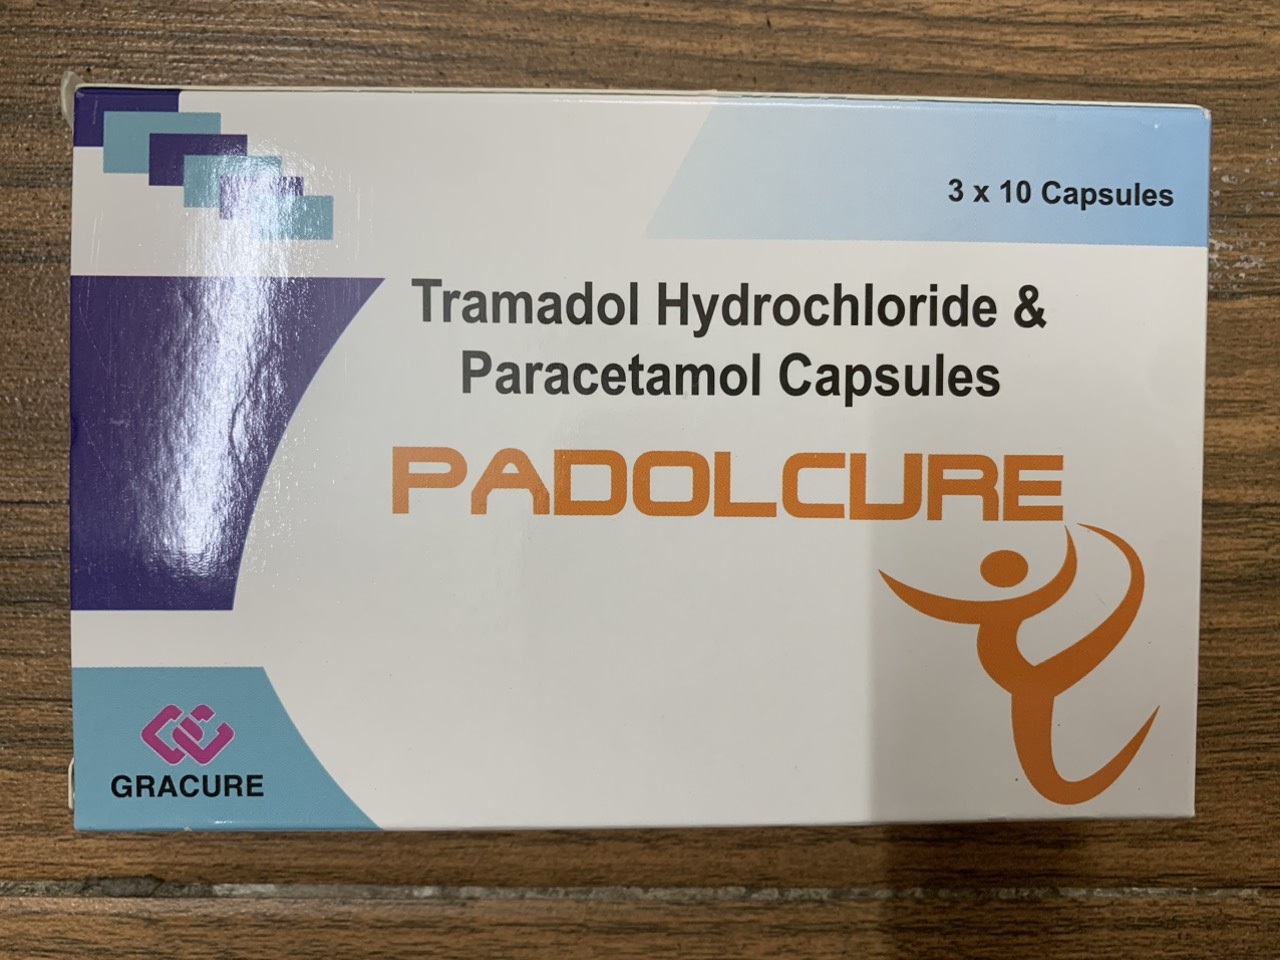 3 x 10 Capsules
Tramadol Hydrochloride &
Paracetamol Capsules
PADOLCURE
GRACURE